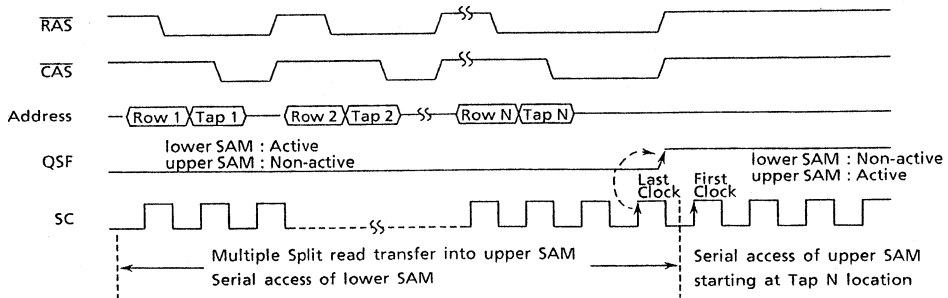 RAS
CAS
Address
Row 1 Tap 1 Row 2 Tap 2 Row N Tap N
QSF
lower SAM : Active
upper SAM : Non-active
lower SAM : Non-active
upper SAM : Active
Last
Clock
First
Clock
SC
Multiple Split read transfer into upper SAM
Serial access of lower SAM
Serial access of upper SAM
starting at Tap N location